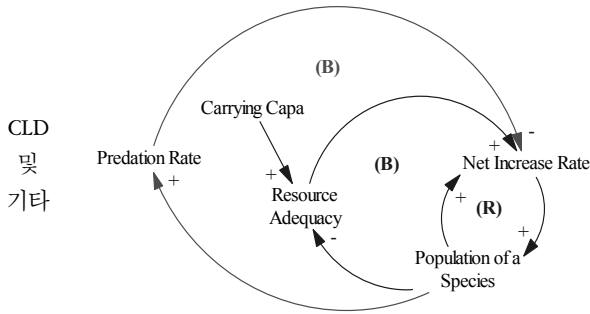 CLD
및
기타
(B)
Carrying Capa
-
+
Predation Rate
(B)
Net Increase Rate
+
+
Resource
Adequacy
+
(R)
-
+
Population of a
Species